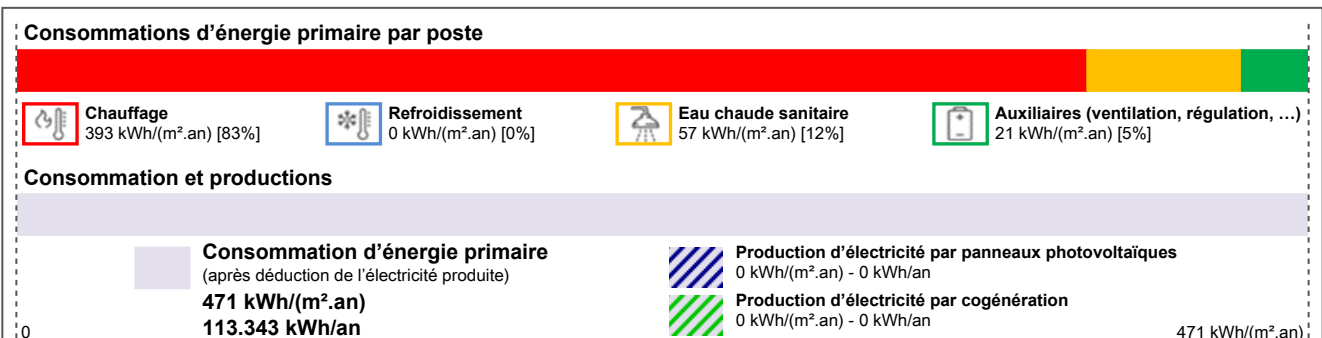 Consommations d’énergie primaire par poste
Chauffage
393 kWh/(m².an) [83%]
Refroidissement
0 kWh/(m².an) [0%]
Eau chaude sanitaire
57 kWh/(m².an) [12%]
Auxiliaires (ventilation, régulation, …)
21 kWh/(m².an) [5%]
Consommation et productions
Consommation d’énergie primaire
(après déduction de l’électricité produite)
471 kWh/(m².an)
113.343 kWh/an
Production d’électricité par panneaux photovoltaïques
0 kWh/(m².an) - 0 kWh/an
Production d’électricité par cogénération
0 kWh/(m².an) - 0 kWh/an
0
471 kWh/(m².an)